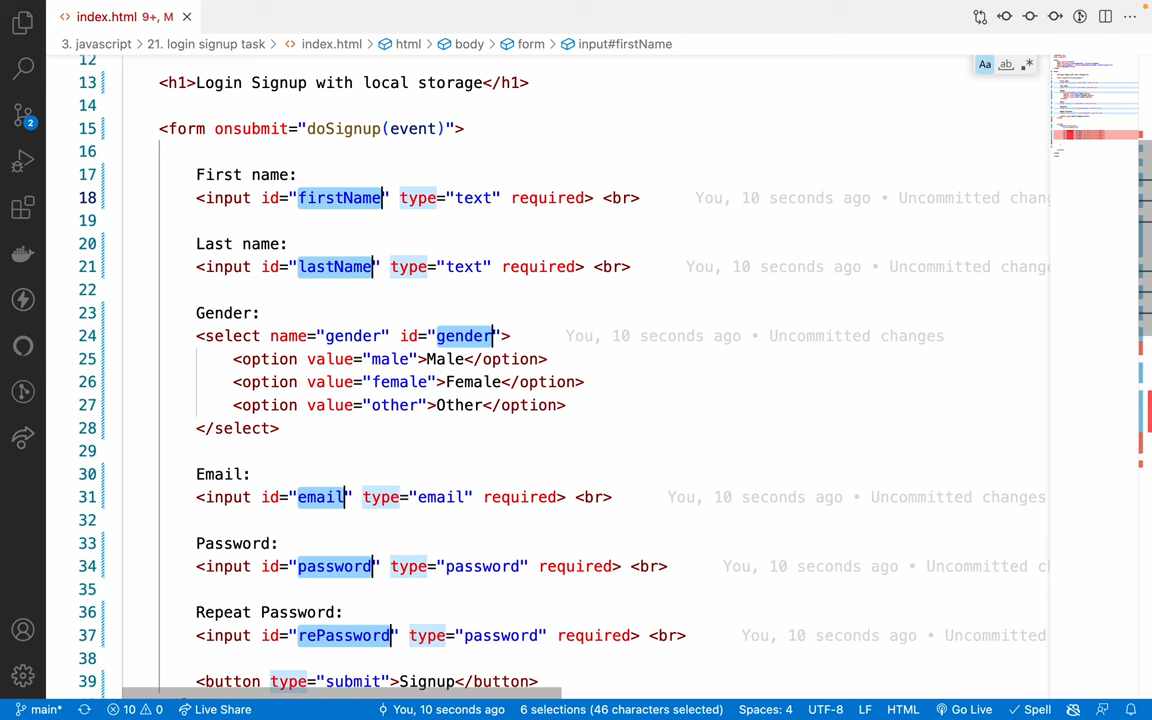 index.html 9+, M
3. javascript > 21. login signup task > index.html > html > body > form > input#firstName
Aa ab
12
13 <h1>Login Signup with local storage</h1>
14
15 <form onsubmit="doSignup(event)">
16
17 First name:
18 <input id="firstName" type="text" required> <br> You, 10 seconds ago • Uncommitted chang
19
20 Last name:
21 <input id="lastName" type="text" required> <br> You, 10 seconds ago • Uncommitted change
22
23 Gender:
24 <select name="gender" id="gender"> You, 10 seconds ago • Uncommitted changes
25 <option value="male">Male</option>
26 <option value="female">Female</option>
27 <option value="other">Other</option>
28 </select>
29
30 Email:
31 <input id="email" type="email" required> <br> You, 10 seconds ago • Uncommitted changes
32
33 Password:
34 <input id="password" type="password" required> <br> You, 10 seconds ago • Uncommitted c
35
36 Repeat Password:
37 <input id="rePassword" type="password" required> <br> You, 10 seconds ago • Uncommitted
38
39 <button type="submit">Signup</button>
2
main* 10 0 Live Share You, 10 seconds ago 6 selections (46 characters selected) Spaces: 4 UTF-8 LF HTML Go Live Spell